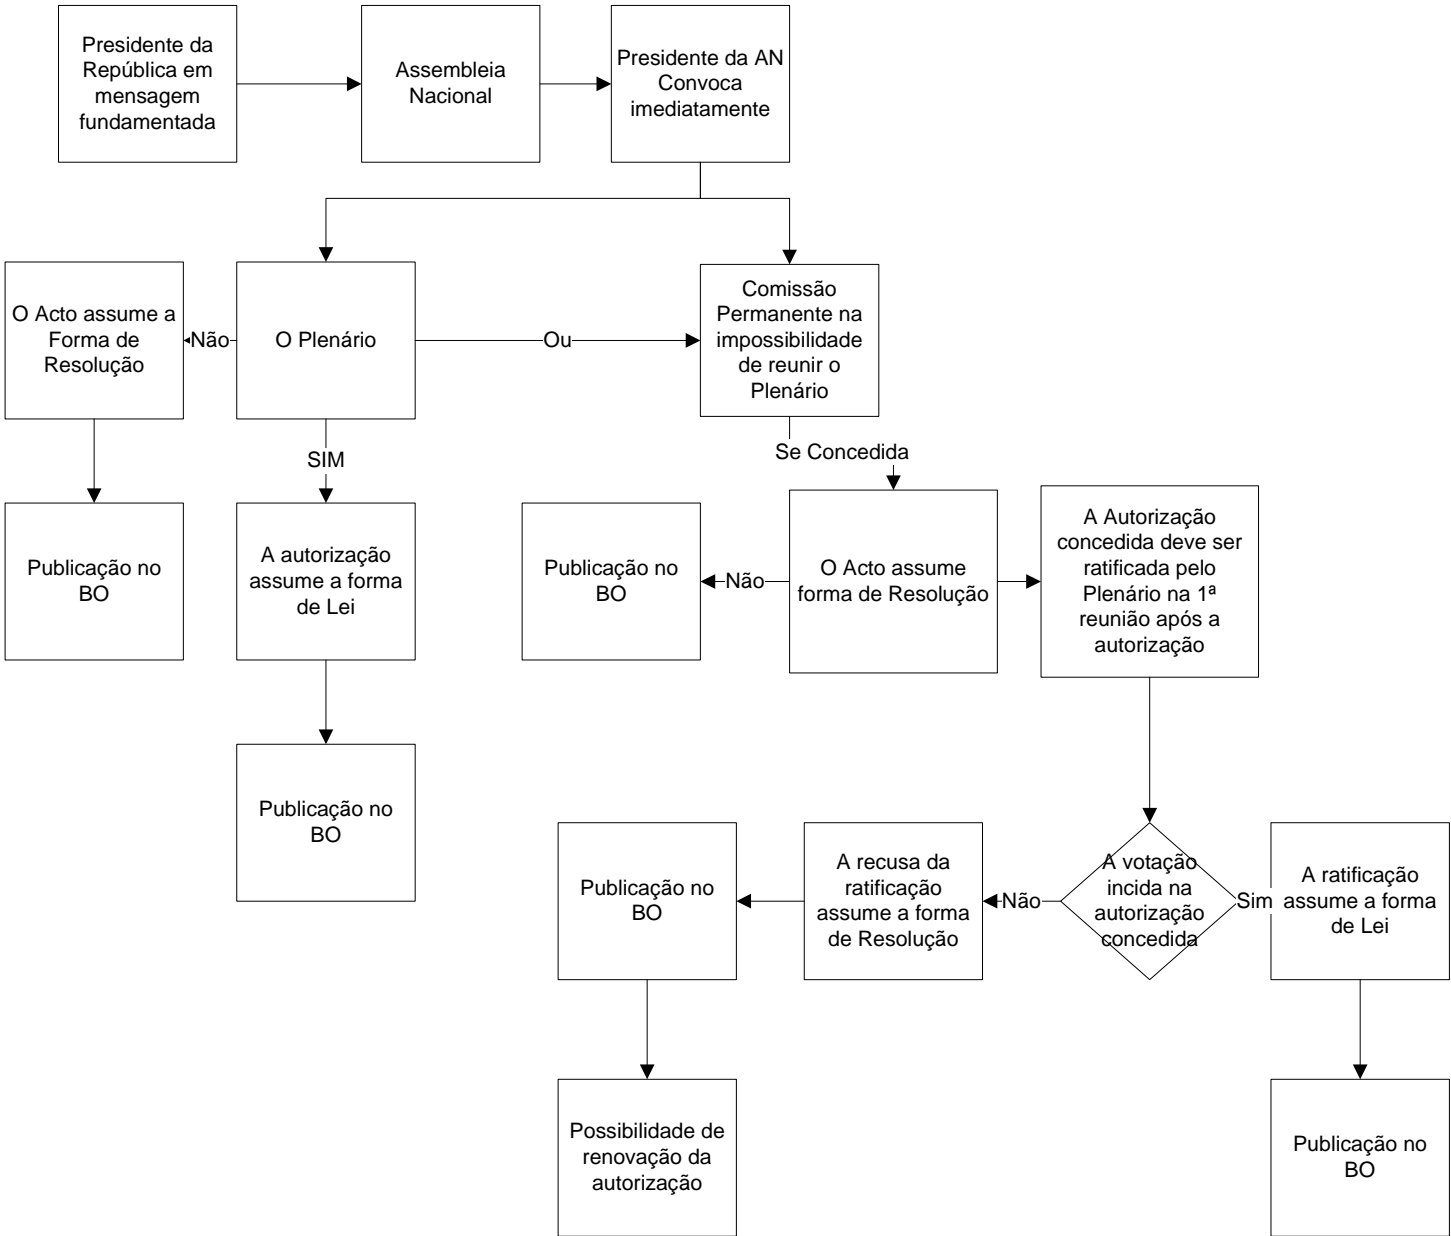 Presidente da
República em
mensagem
fundamentada
Assembleia
Nacional
Presidente da AN
Convoca
imediatamente
O Acto assume a
Forma de
Resolução
Não
O Plenário
Ou
Comissão
Permanente na
impossibilidade
de reunir o
Plenário
SIM
Se Concedida
Publicação no
BO
A autorização
assume a forma
de Lei
Publicação no
BO
Não
O Acto assume
forma de Resolução
A Autorização
concedida deve ser
ratificada pelo
Plenário na 1ª
reunião após a
autorização
Publicação no
BO
Publicação no
BO
A recusa da
ratificação
assume a forma
de Resolução
Não
A votação
incida na
autorização
concedida
Sim
A ratificação
assume a forma
de Lei
Possibilidade de
renovação da
autorização
Publicação no
BO